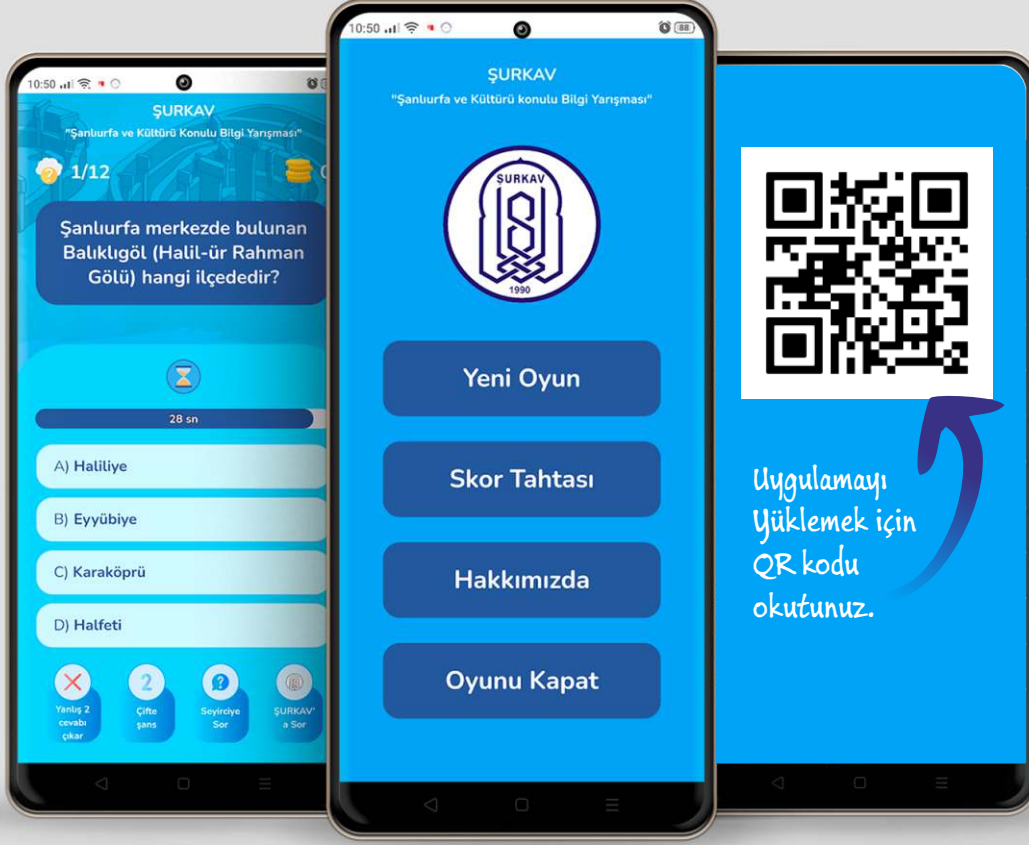 10:50
ŞURKAV
"Şanlıurfa ve Kültürü Konulu Bilgi Yarışması"
1/12
0
Şanlıurfa merkezde bulunan
Balıklıgöl (Halil-ür Rahman
Gölü) hangi ilçededir?
28 sn
A) Haliliye
B) Eyyübiye
C) Karaköprü
D) Halfeti
Yanlış 2
cevabı
çıkar
2
Çifte
şans
?
Seyirciye
Sor
ŞURKAV'
a Sor
10:50
88
ŞURKAV
"Şanlıurfa ve Kültürü konulu Bilgi Yarışması"
ŞURKAV
1990
Yeni Oyun
Skor Tahtası
Hakkımızda
Oyunu Kapat
Uygulamayı
Yüklemek için
QR kodu
okutunuz.